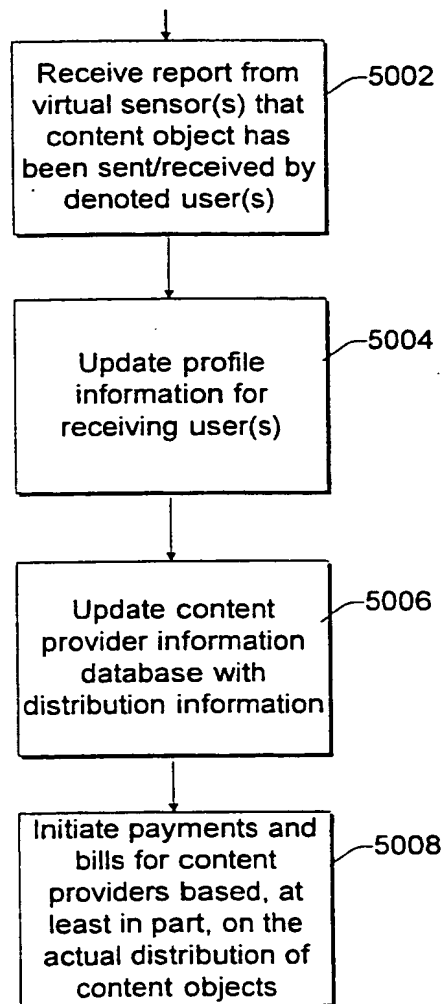 Receive report from
virtual sensor(s) that
content object has
been sent/received by
denoted user(s)
5002
Update profile
information for
receiving user(s)
5004
Update content
provider information
database with
distribution information
5006
Initiate payments and
bills for content
providers based, at
least in part, on the
actual distribution of
content objects
5008